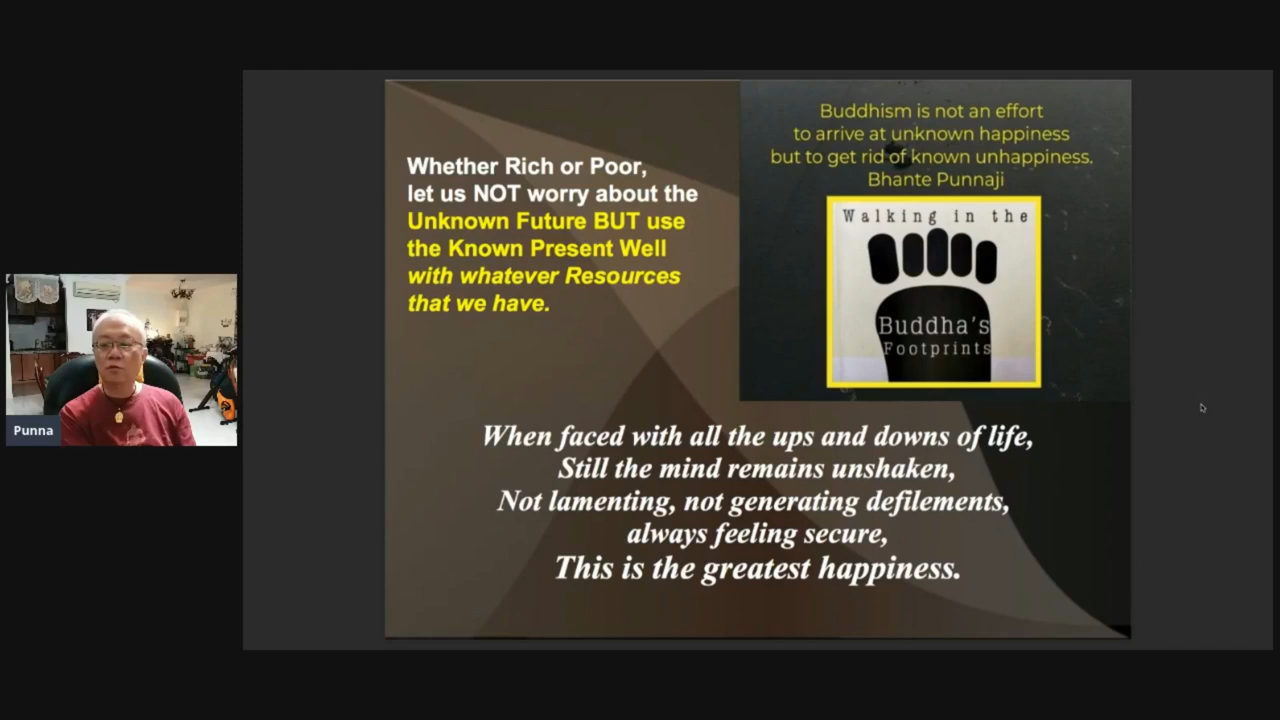 Whether Rich or Poor,
let us NOT worry about the
Unknown Future BUT use
the Known Present Well
with whatever Resources
that we have.
Buddhism is not an effort
to arrive at unknown happiness
but to get rid of known unhappiness.
Bhante Punnaji
Walking in the
Buddha's
Footprints
When faced with all the ups and downs of life,
Still the mind remains unshaken,
Not lamenting, not generating defilements,
always feeling secure,
This is the greatest happiness.
Punna